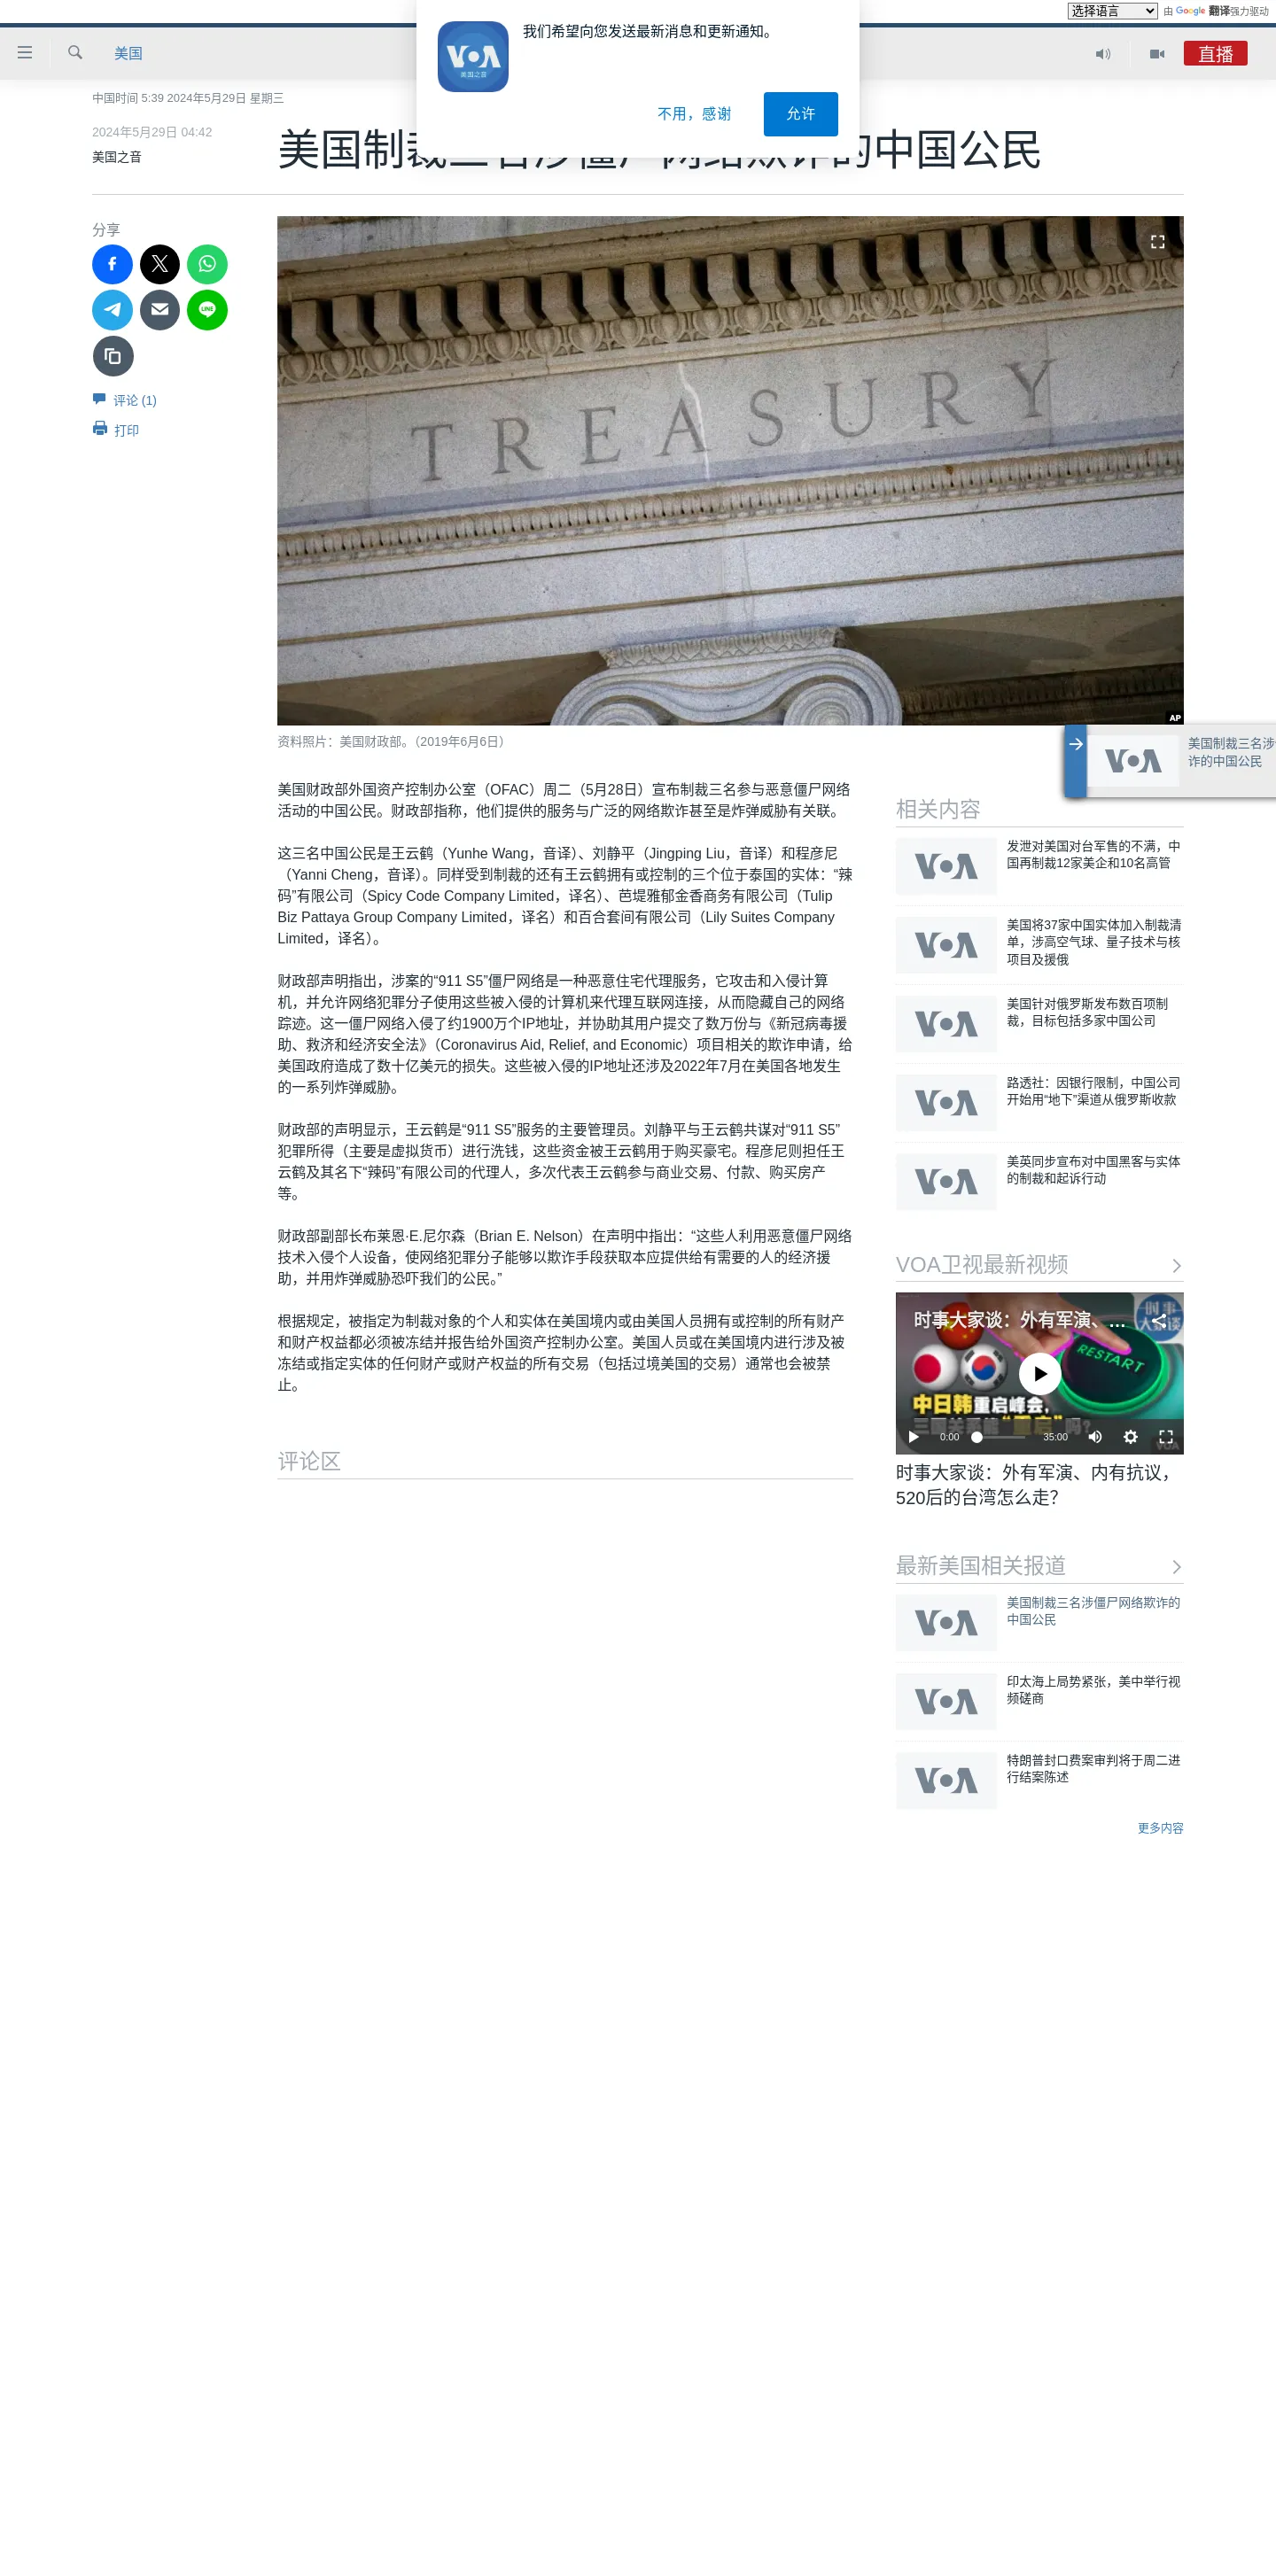 选择语言
由 Google 翻译强力驱动
我们希望向您发送最新消息和更新通知。
VOA
美国之音
不用，感谢
允许
美国
直播
中国时间 5:39 2024年5月29日 星期三
2024年5月29日 04:42
美国之音
美国制裁三名涉僵尸网络欺诈的中国公民
分享
LINE
评论 (1)
打印
TREASURY
AP
资料照片：美国财政部。（2019年6月6日）
美国财政部外国资产控制办公室（OFAC）周二（5月28日）宣布制裁三名参与恶意僵尸网络
活动的中国公民。财政部指称，他们提供的服务与广泛的网络欺诈甚至是炸弹威胁有关联。
这三名中国公民是王云鹤（Yunhe Wang，音译）、刘静平（Jingping Liu，音译）和程彦尼
（Yanni Cheng，音译）。同样受到制裁的还有王云鹤拥有或控制的三个位于泰国的实体：“辣
码”有限公司（Spicy Code Company Limited，译名）、芭堤雅郁金香商务有限公司（Tulip
Biz Pattaya Group Company Limited，译名）和百合套间有限公司（Lily Suites Company
Limited，译名）。
财政部声明指出，涉案的“911 S5”僵尸网络是一种恶意住宅代理服务，它攻击和入侵计算
机，并允许网络犯罪分子使用这些被入侵的计算机来代理互联网连接，从而隐藏自己的网络
踪迹。这一僵尸网络入侵了约1900万个IP地址，并协助其用户提交了数万份与《新冠病毒援
助、救济和经济安全法》（Coronavirus Aid, Relief, and Economic）项目相关的欺诈申请，给
美国政府造成了数十亿美元的损失。这些被入侵的IP地址还涉及2022年7月在美国各地发生
的一系列炸弹威胁。
财政部的声明显示，王云鹤是“911 S5”服务的主要管理员。刘静平与王云鹤共谋对“911 S5”
犯罪所得（主要是虚拟货币）进行洗钱，这些资金被王云鹤用于购买豪宅。程彦尼则担任王
云鹤及其名下“辣码”有限公司的代理人，多次代表王云鹤参与商业交易、付款、购买房产
等。
财政部副部长布莱恩·E.尼尔森（Brian E. Nelson）在声明中指出：“这些人利用恶意僵尸网络
技术入侵个人设备，使网络犯罪分子能够以欺诈手段获取本应提供给有需要的人的经济援
助，并用炸弹威胁恐吓我们的公民。”
根据规定，被指定为制裁对象的个人和实体在美国境内或由美国人员拥有或控制的所有财产
和财产权益都必须被冻结并报告给外国资产控制办公室。美国人员或在美国境内进行涉及被
冻结或指定实体的任何财产或财产权益的所有交易（包括过境美国的交易）通常也会被禁
止。
评论区
VOA
美国制裁三名涉
诈的中国公民
相关内容
VOA
发泄对美国对台军售的不满，中
国再制裁12家美企和10名高管
VOA
美国将37家中国实体加入制裁清
单，涉高空气球、量子技术与核
项目及援俄
VOA
美国针对俄罗斯发布数百项制
裁，目标包括多家中国公司
VOA
路透社：因银行限制，中国公司
开始用“地下”渠道从俄罗斯收款
VOA
美英同步宣布对中国黑客与实体
的制裁和起诉行动
VOA卫视最新视频
时事大家谈：外有军演、...
时事
大家谈
RESTART
中日韩重启峰会，
三国关系能“重启”吗？
0:00
35:00
VOA
时事大家谈：外有军演、内有抗议，
520后的台湾怎么走？
最新美国相关报道
VOA
美国制裁三名涉僵尸网络欺诈的
中国公民
VOA
印太海上局势紧张，美中举行视
频磋商
VOA
特朗普封口费案审判将于周二进
行结案陈述
更多内容